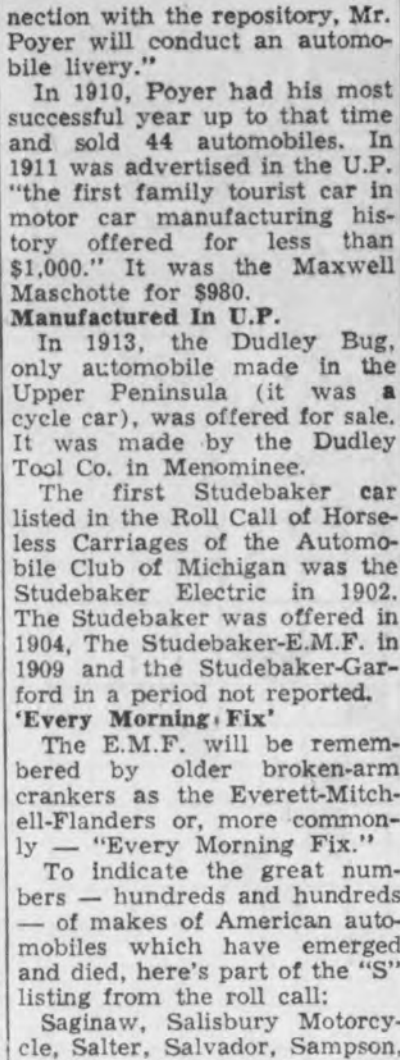 nection with the repository, Mr.
Poyer will conduct an automo-
bile livery."
In 1910, Poyer had his most
successful year up to that time
and sold 44 automobiles. In
1911 was advertised in the U.P.
"the first family tourist car in
motor car manufacturing his-
tory offered for less than
$1,000." It was the Maxwell
Maschotte for $980.
Manufactured In U.P.
In 1913, the Dudley Bug,
only automobile made in the
Upper Peninsula (it was a
cycle car), was offered for sale.
It was made by the Dudley
Tool Co. in Menominee.
The first Studebaker car
listed in the Roll Call of Horse-
less Carriages of the Automo-
bile Club of Michigan was the
Studebaker Electric in 1902.
The Studebaker was offered in
1904, The Studebaker-E.M.F. in
1909 and the Studebaker-Gar-
ford in a period not reported.
'Every Morning Fix'
The E.M.F. will be remem-
bered by older broken-arm
crankers as the Everett-Mitch-
ell-Flanders or, more common-
ly — "Every Morning Fix."
To indicate the great num-
bers — hundreds and hundreds
— of makes of American auto-
mobiles which have emerged
and died, here's part of the "S"
listing from the roll call:
Saginaw, Salisbury Motorcy-
cle, Salter, Salvador, Sampson,